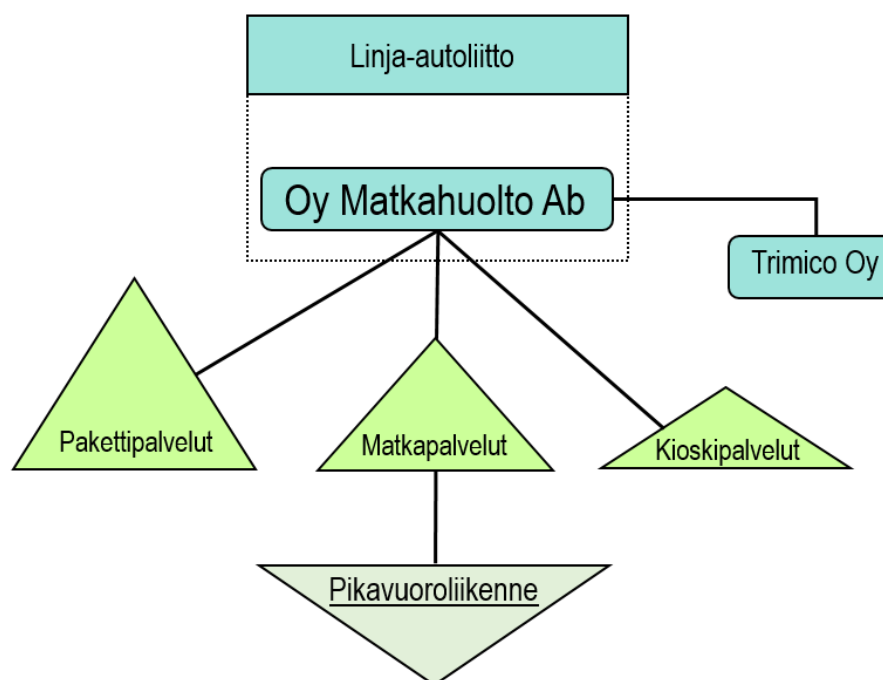 Linja-autoliitto
Oy Matkahuolto Ab
Trimico Oy
Pakettipalvelut
Matkapalvelut
Kioskipalvelut
Pikavuoroliikenne